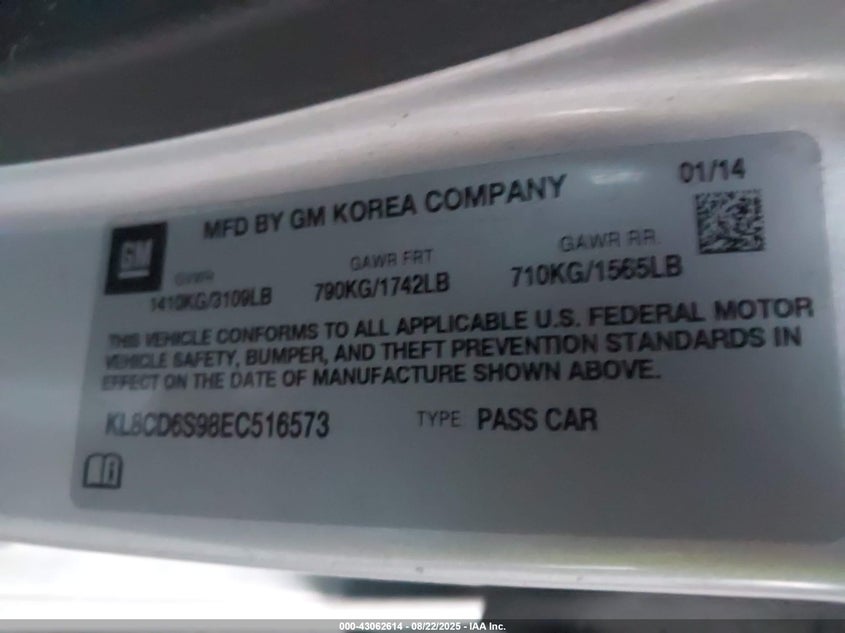 01/14
MFD BY GM KOREA COMPANY
GM
GVWR GAWR FRT GAWR RR
1410KG/3109LB 790KG/1742LB 710KG/1565LB
THIS VEHICLE CONFORMS TO ALL APPLICABLE U.S. FEDERAL MOTOR
VEHICLE SAFETY, BUMPER, AND THEFT PREVENTION STANDARDS IN
EFFECT ON THE DATE OF MANUFACTURE SHOWN ABOVE.
KL8CD6S98EC516573 TYPE PASS CAR
000-43062614 - 08/22/2025 - IAA Inc.